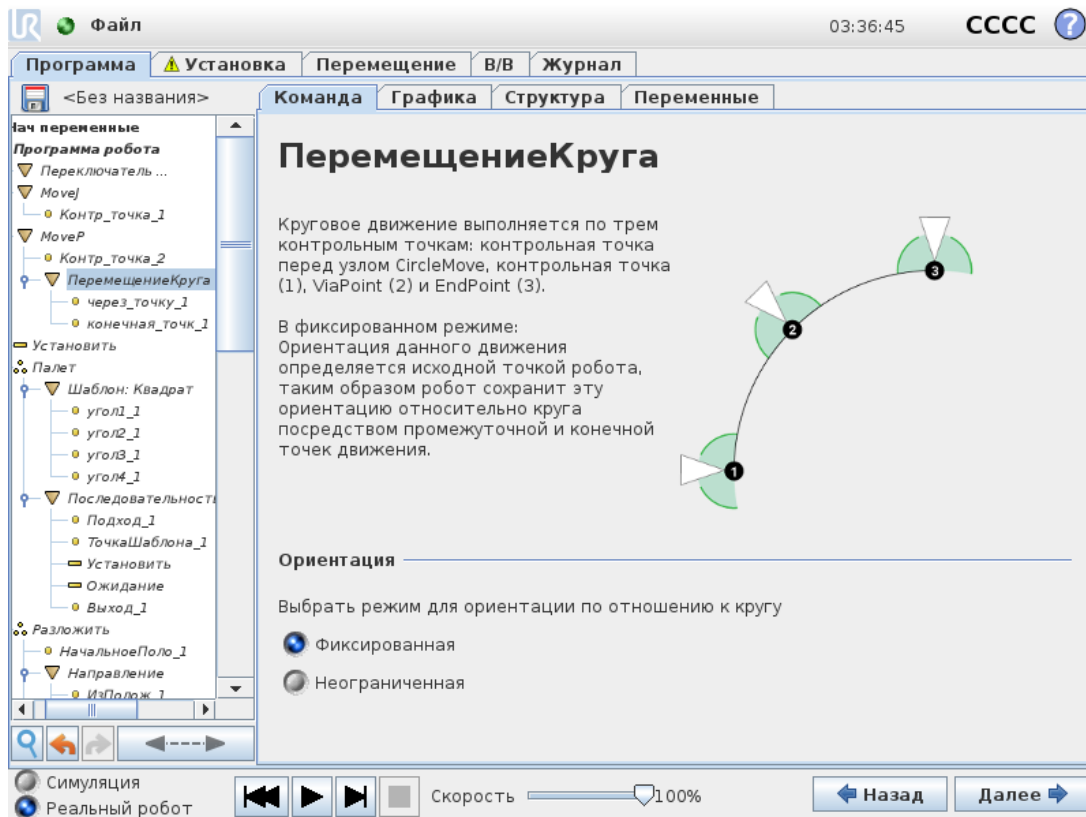 Файл 03:36:45 CCCC ?
Программа Установка Перемещение В/В Журнал
<Без названия> Команда Графика Структура Переменные
Нач переменные
Программа робота
Переключатель ...
MoveJ
Контр_точка_1
MoveP
Контр_точка_2
ПеремещениеКруга
через_точку_1
конечная_точк_1
Установить
Палет
Шаблон: Квадрат
угол1_1
угол2_1
угол3_1
угол4_1
Последовательность
Подход_1
ТочкаШаблона_1
Установить
Ожидание
Выход_1
Разложить
НачальноеПоло_1
Направление
ИзПолож_1
ПеремещениеКруга
Круговое движение выполняется по трем
контрольным точкам: контрольная точка
перед узлом CircleMove, контрольная точка
(1), ViaPoint (2) и EndPoint (3).
В фиксированном режиме:
Ориентация данного движения
определяется исходной точкой робота,
таким образом робот сохранит эту
ориентацию относительно круга
посредством промежуточной и конечной
точек движения.
3
2
1
Ориентация
Выбрать режим для ориентации по отношению к кругу
Фиксированная
Неограниченная
Симуляция
Реальный робот
Скорость 100%
Назад Далее